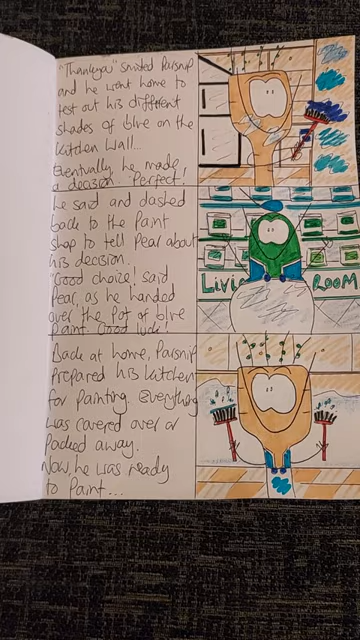 "Thankyou" smiled Parsnip
and he went home to
test out his different
shades of blue on the
kitchen wall...
Eventually, he made
a decision. "Perfect!"
he said and dashed
back to the Paint
shop to tell Pear about
his decision.
"Good choice! said
Pear, as he handed
over the pot of blue
Paint. Good luck!
LIVING ROOM
Back at home, Parsnip
Prepared his kitchen
for painting. Everything
was covered over or
Packed away.
Now, he was ready
to Paint...